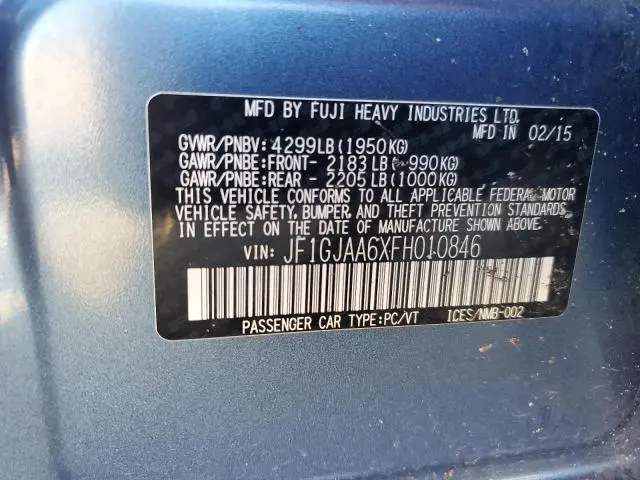 MFD BY FUJI HEAVY INDUSTRIES LTD.
MFD IN 02/15
GVWR/PNBV: 4299LB (1950KG)
GAWR/PNBE:FRONT- 2183 LB ( 990KG)
GAWR/PNBE:REAR - 2205 LB (1000KG)
THIS VEHICLE CONFORMS TO ALL APPLICABLE FEDERAL MOTOR
VEHICLE SAFETY, BUMPER, AND THEFT PREVENTION STANDARDS
IN EFFECT ON THE DATE OF MANUFACTURE SHOWN ABOVE.
VIN: JF1GJAA6XFH010846
PASSENGER CAR TYPE:PC/VT ICES/NMB-002